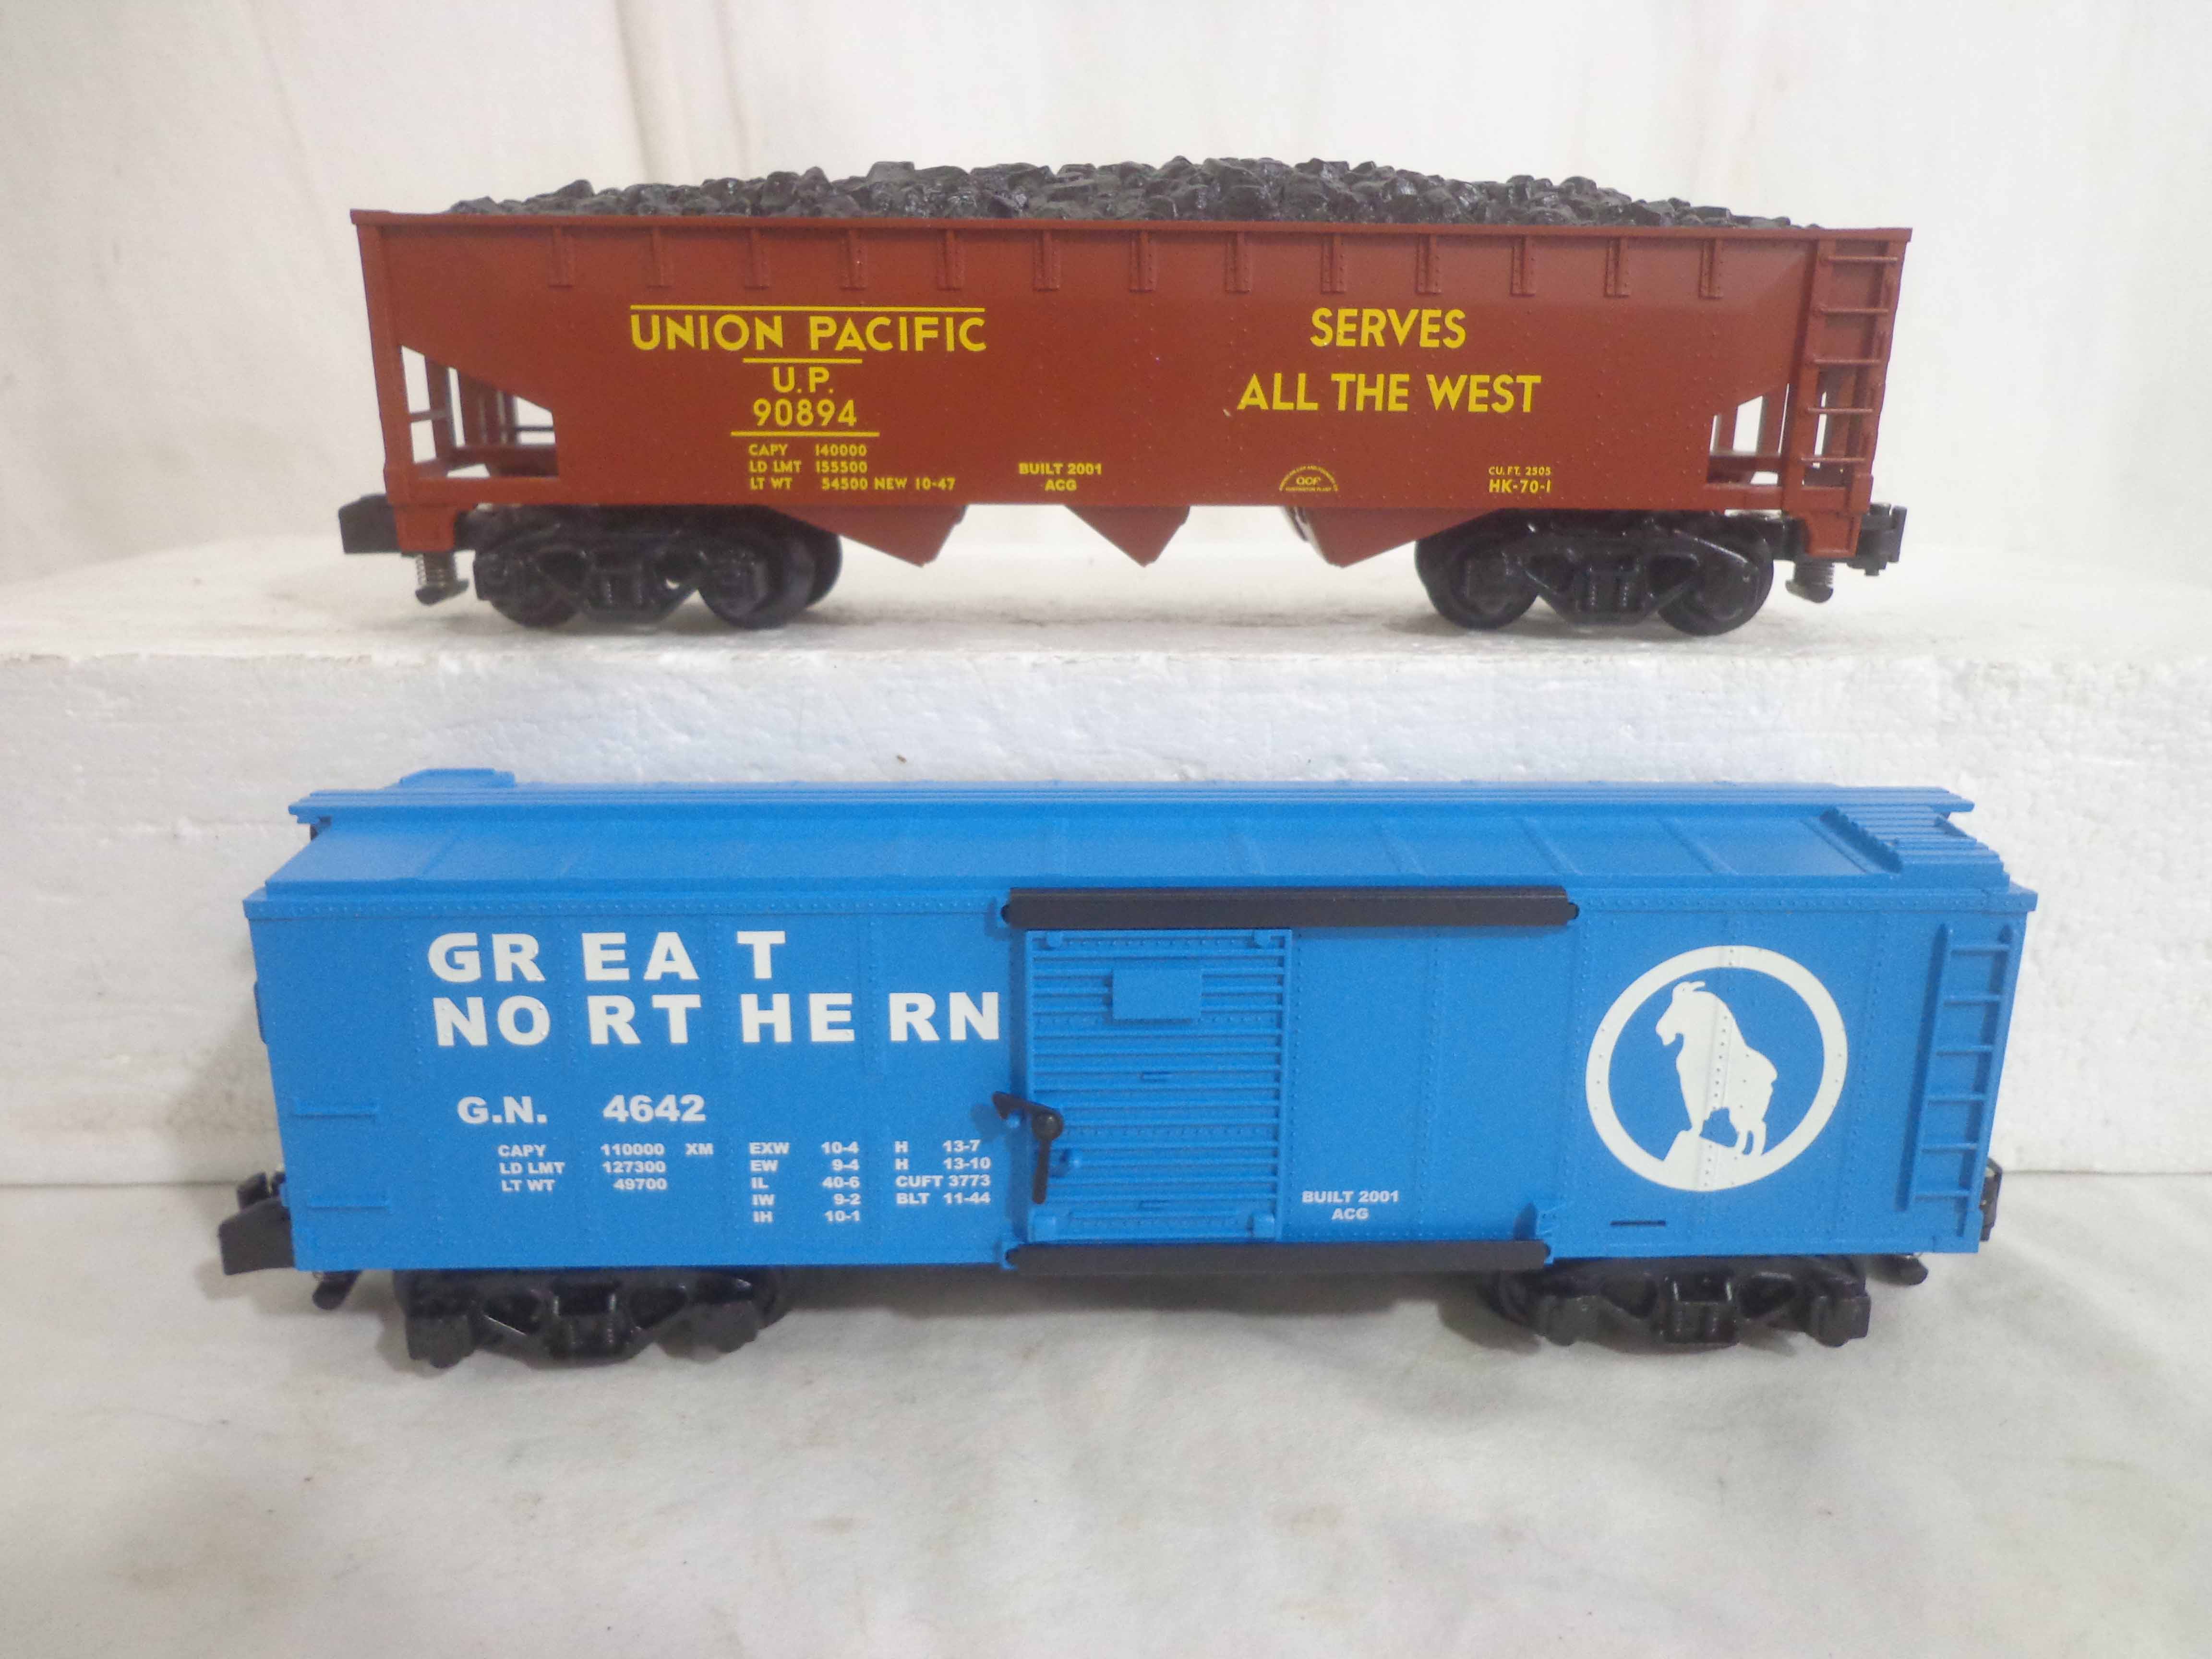 UNION PACIFIC
U.P.
90894
CAPY 140000
LD LMT 155500
LT WT 54500 NEW 10-47
BUILT 2001
ACG
SERVES
ALL THE WEST
CU. FT. 2505
HK-70-1
GREAT
NORTHERN
G.N. 4642
CAPY 110000 XM
LD LMT 127300
LT WT 49700
EXW 10-4 H 13-7
EW 9-4 H 13-10
IL 40-6 CUFT 3773
IW 9-2 BLT 11-44
IH 10-1
BUILT 2001
ACG